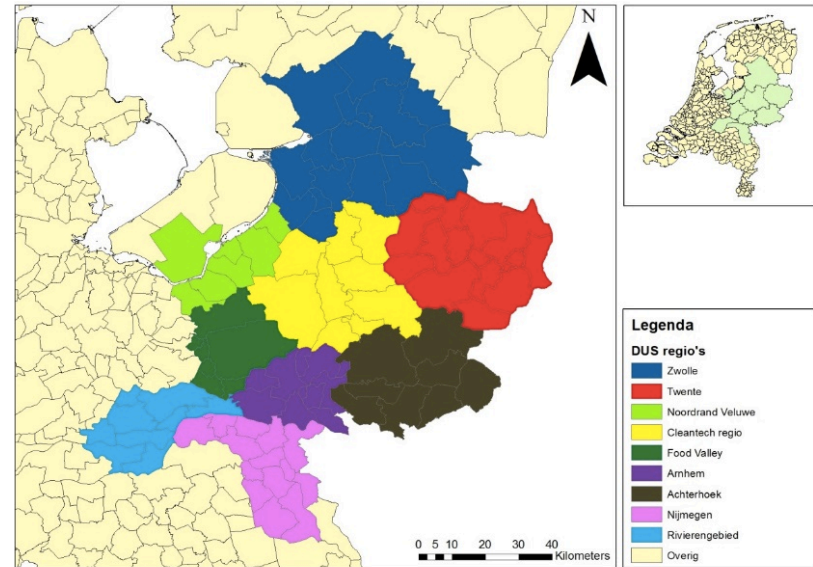 N
0 5 10 20 30 40
Kilometers
Legenda
DUS regio's
Zwolle
Twente
Noordrand Veluwe
Cleantech regio
Food Valley
Arnhem
Achterhoek
Nijmegen
Rivierengebied
Overig